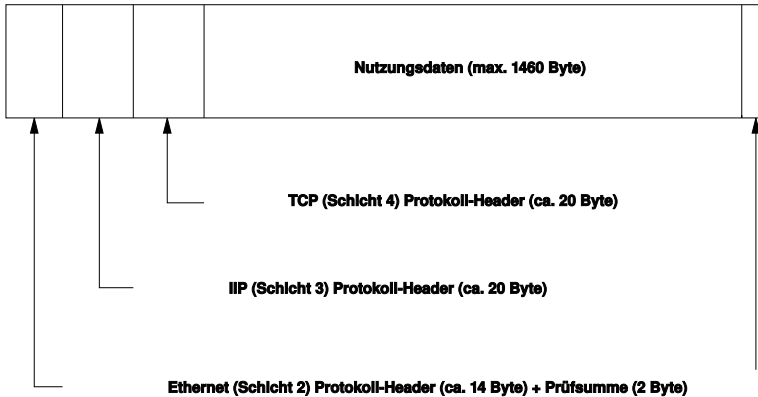 Nutzungsdaten (max. 1460 Byte)
TCP (Schicht 4) Protokoll-Header (ca. 20 Byte)
IIP (Schicht 3) Protokoll-Header (ca. 20 Byte)
Ethernet (Schicht 2) Protokoll-Header (ca. 14 Byte) + Prüfsumme (2 Byte)